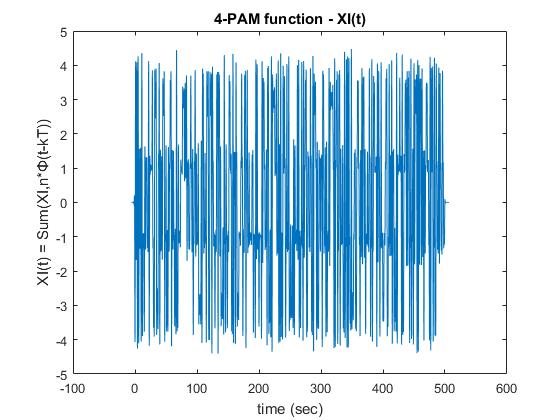 4-PAM function - XI(t)
XI(t) = Sum(XI,n*Φ(t-kT))
5
4
3
2
1
0
-1
-2
-3
-4
-5
-100 0 100 200 300 400 500 600
time (sec)